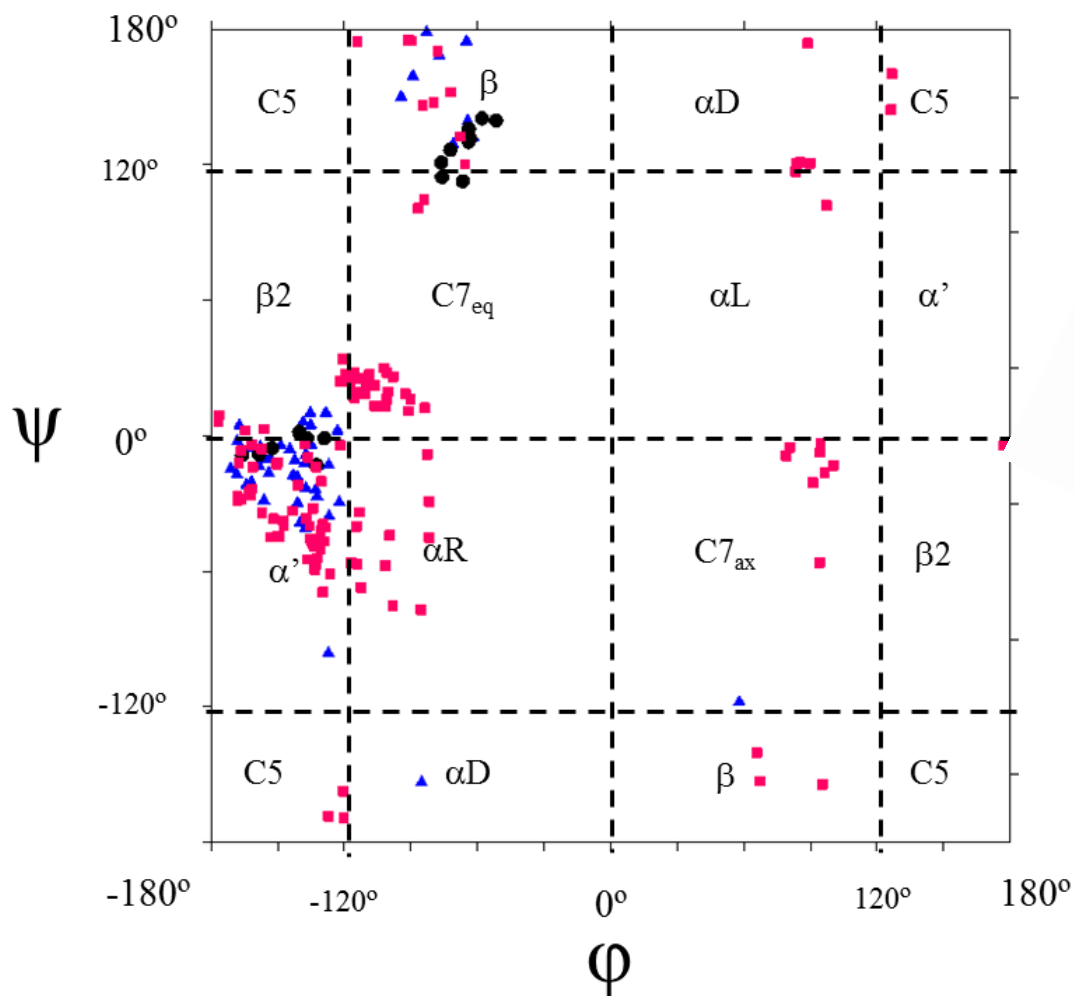 180º
C5 β αD C5
120º
β2 C7eq αL α’
ψ 0º
α’ αR C7ax β2
-120º
C5 αD β C5
-180º -120º 0º 120º 180º
φ